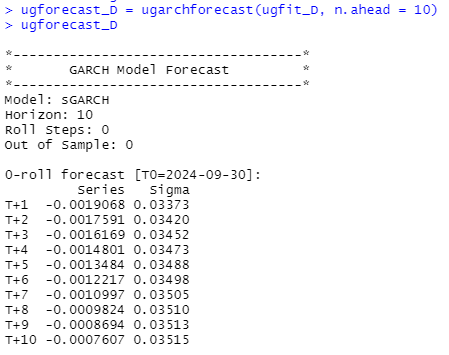 > ugforecast_D = ugarchforecast(ugfit_D, n.ahead = 10)
> ugforecast_D
*------------------------------------*
*       GARCH Model Forecast         *
*------------------------------------*
Model: sGARCH
Horizon: 10
Roll Steps: 0
Out of Sample: 0
0-roll forecast [T0=2024-09-30]:
         Series   Sigma
T+1  -0.0019068 0.03373
T+2  -0.0017591 0.03420
T+3  -0.0016169 0.03452
T+4  -0.0014801 0.03473
T+5  -0.0013484 0.03488
T+6  -0.0012217 0.03498
T+7  -0.0010997 0.03505
T+8  -0.0009824 0.03510
T+9  -0.0008694 0.03513
T+10 -0.0007607 0.03515